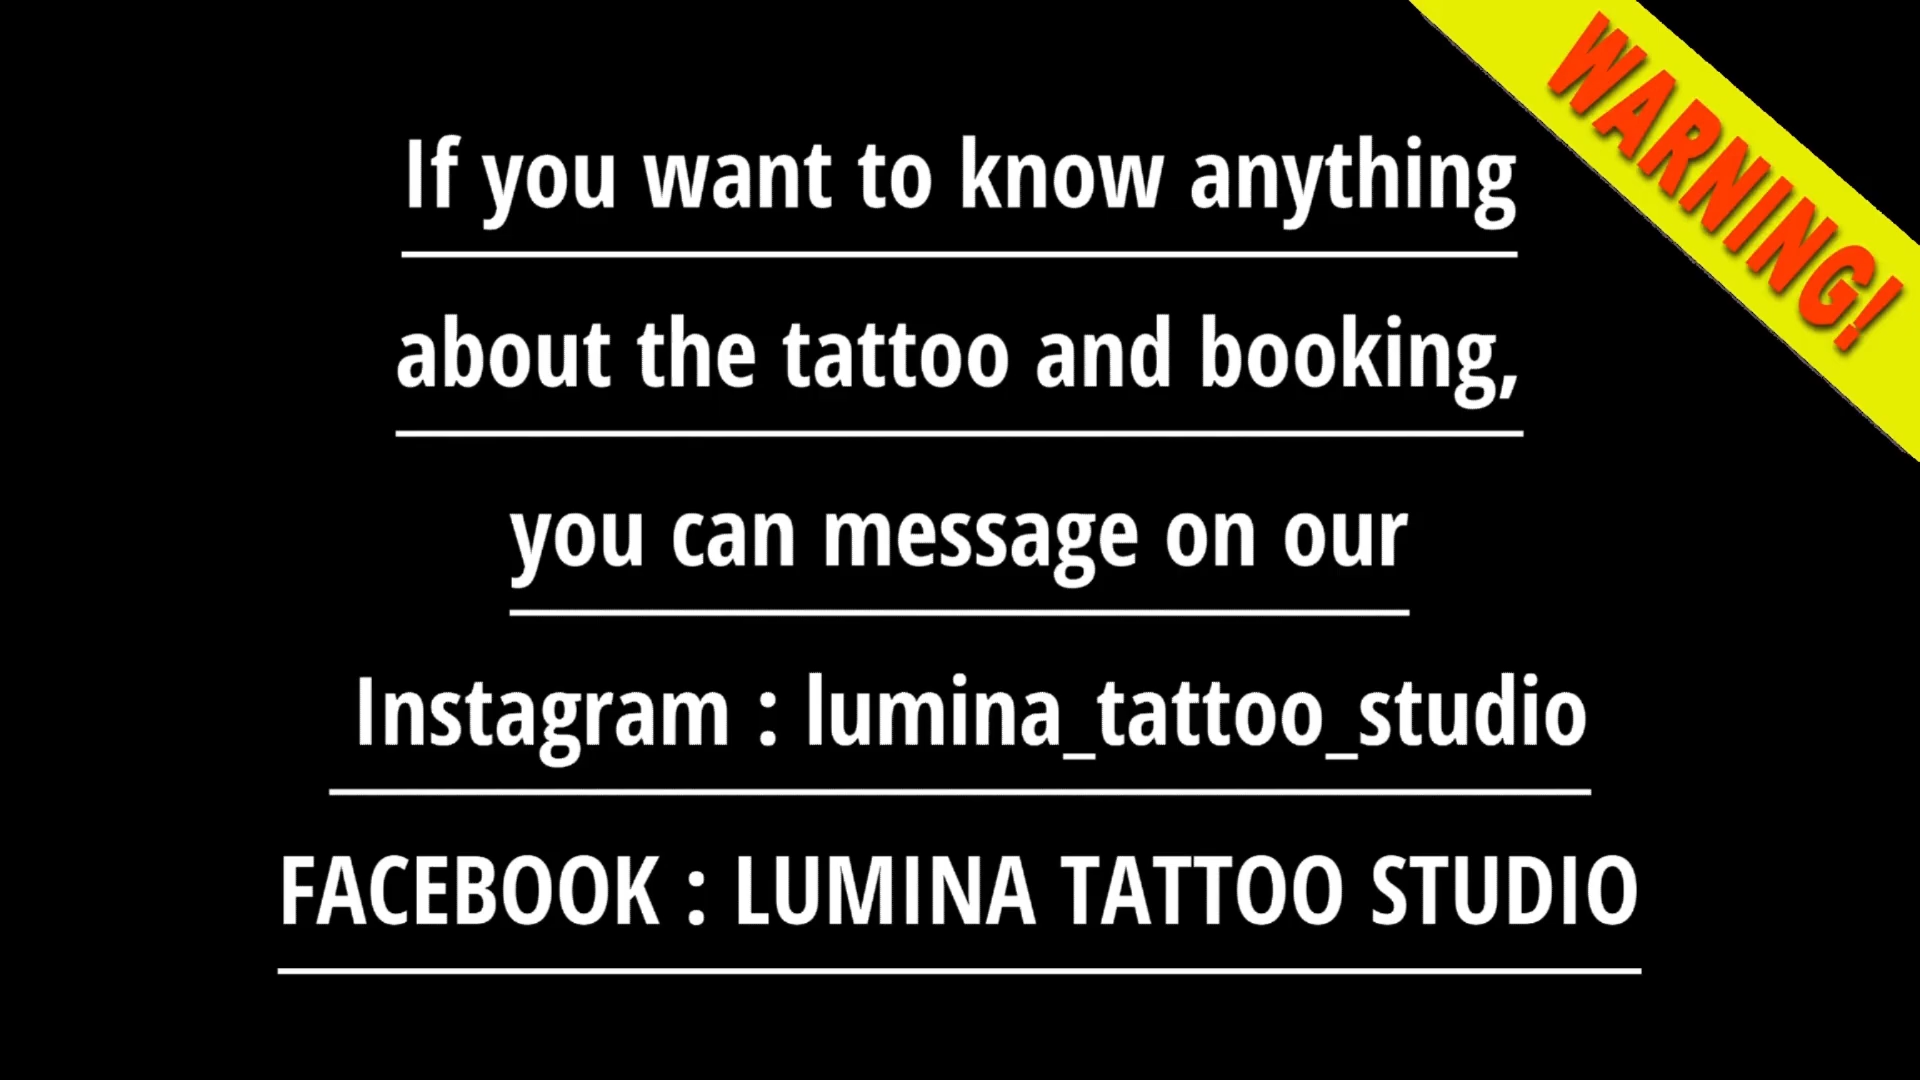 WARNING!
If you want to know anything
about the tattoo and booking,
you can message on our
Instagram : lumina_tattoo_studio
FACEBOOK : LUMINA TATTOO STUDIO